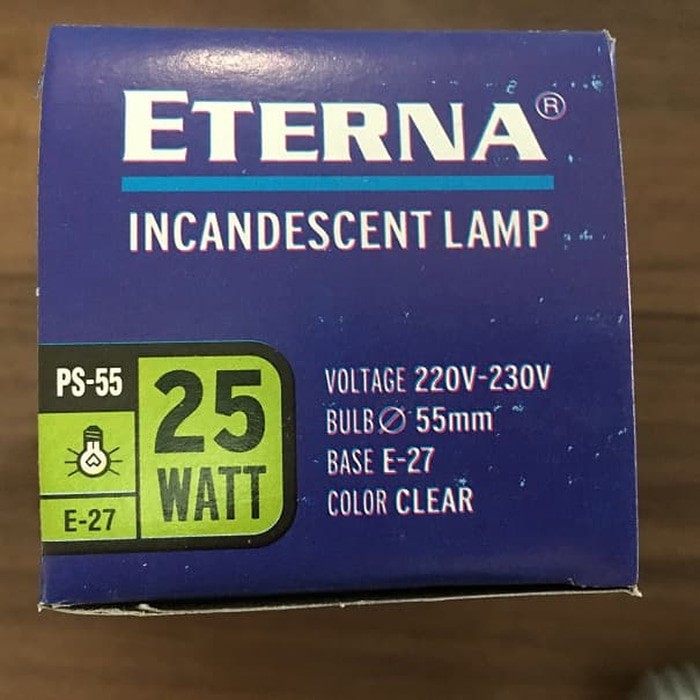 ETERNA®
INCANDESCENT LAMP
PS-55
25
WATT
E-27
VOLTAGE 220V-230V
BULB Ø 55mm
BASE E-27
COLOR CLEAR